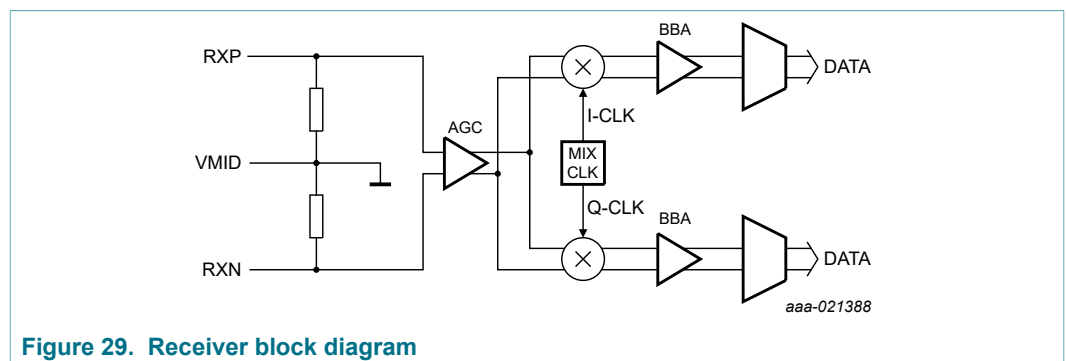 BBA
RXP
DATA
I-CLK
AGC
VMID
MIX
CLK
Q-CLK
BBA
RXN
DATA
aaa-021388
Figure 29. Receiver block diagram